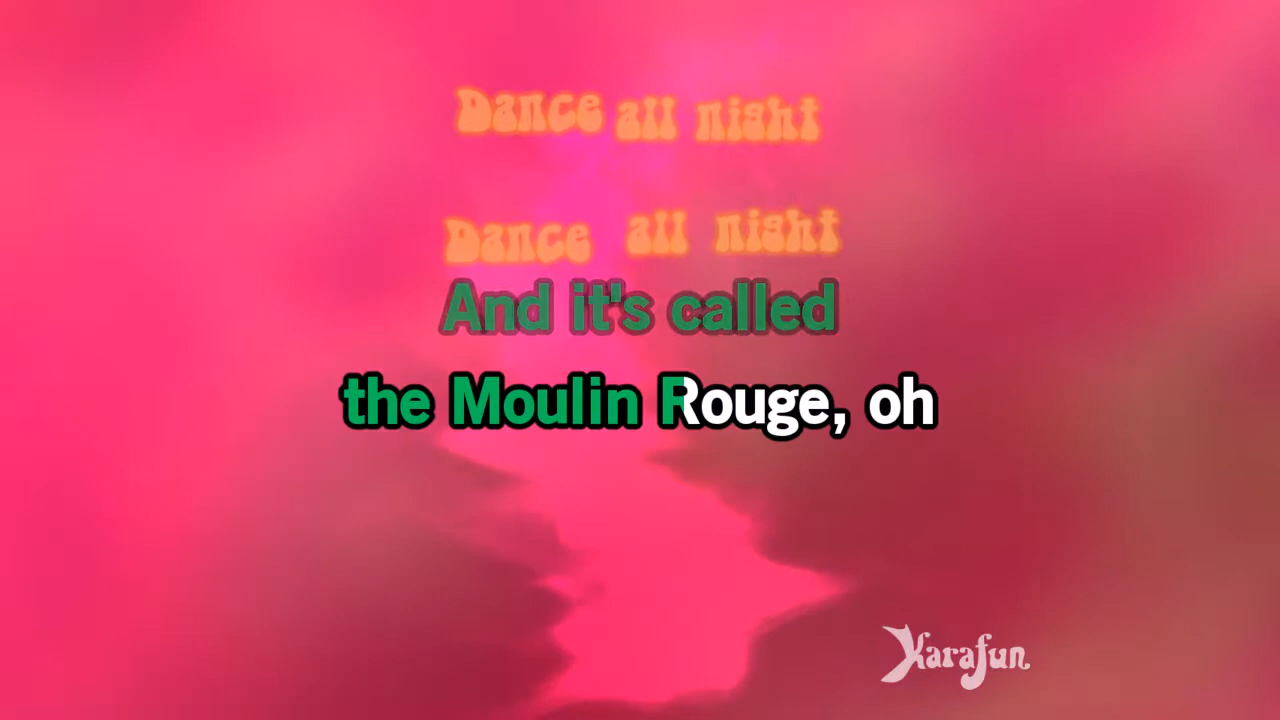 Dance all night
Dance all night
And it's called
the Moulin Rouge, oh
Karafun